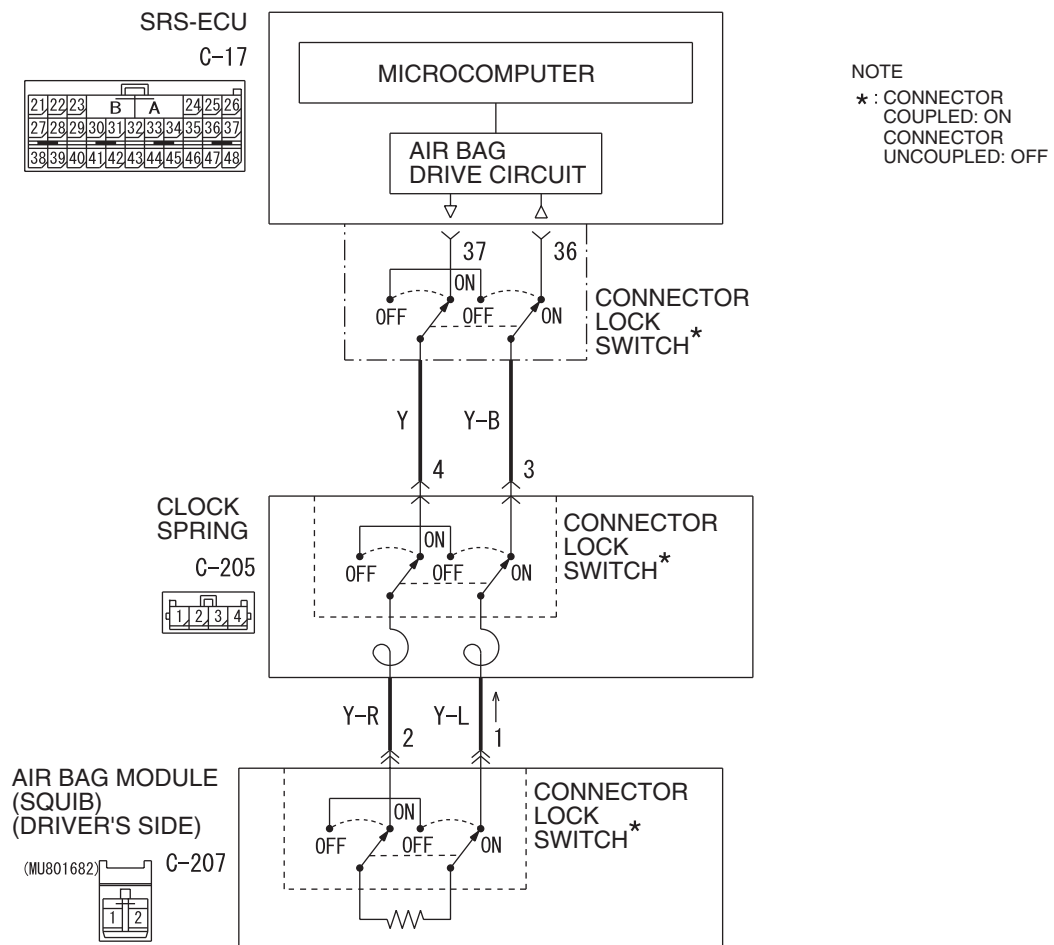 SRS-ECU
C-17
21 22 23 B A 24 25 26
27 28 29 30 31 32 33 34 35 36 37
38 39 40 41 42 43 44 45 46 47 48
MICROCOMPUTER
AIR BAG
DRIVE CIRCUIT
NOTE
* : CONNECTOR
COUPLED: ON
CONNECTOR
UNCOUPLED: OFF
37 36
ON
OFF OFF ON
CONNECTOR
LOCK
SWITCH*
Y Y-B
4 3
CLOCK
SPRING
C-205
1 2 3 4
ON
OFF OFF ON
CONNECTOR
LOCK
SWITCH*
Y-R Y-L
2 1
AIR BAG MODULE
(SQUIB)
(DRIVER'S SIDE)
(MU801682) C-207
1 2
ON
OFF OFF ON
CONNECTOR
LOCK
SWITCH*